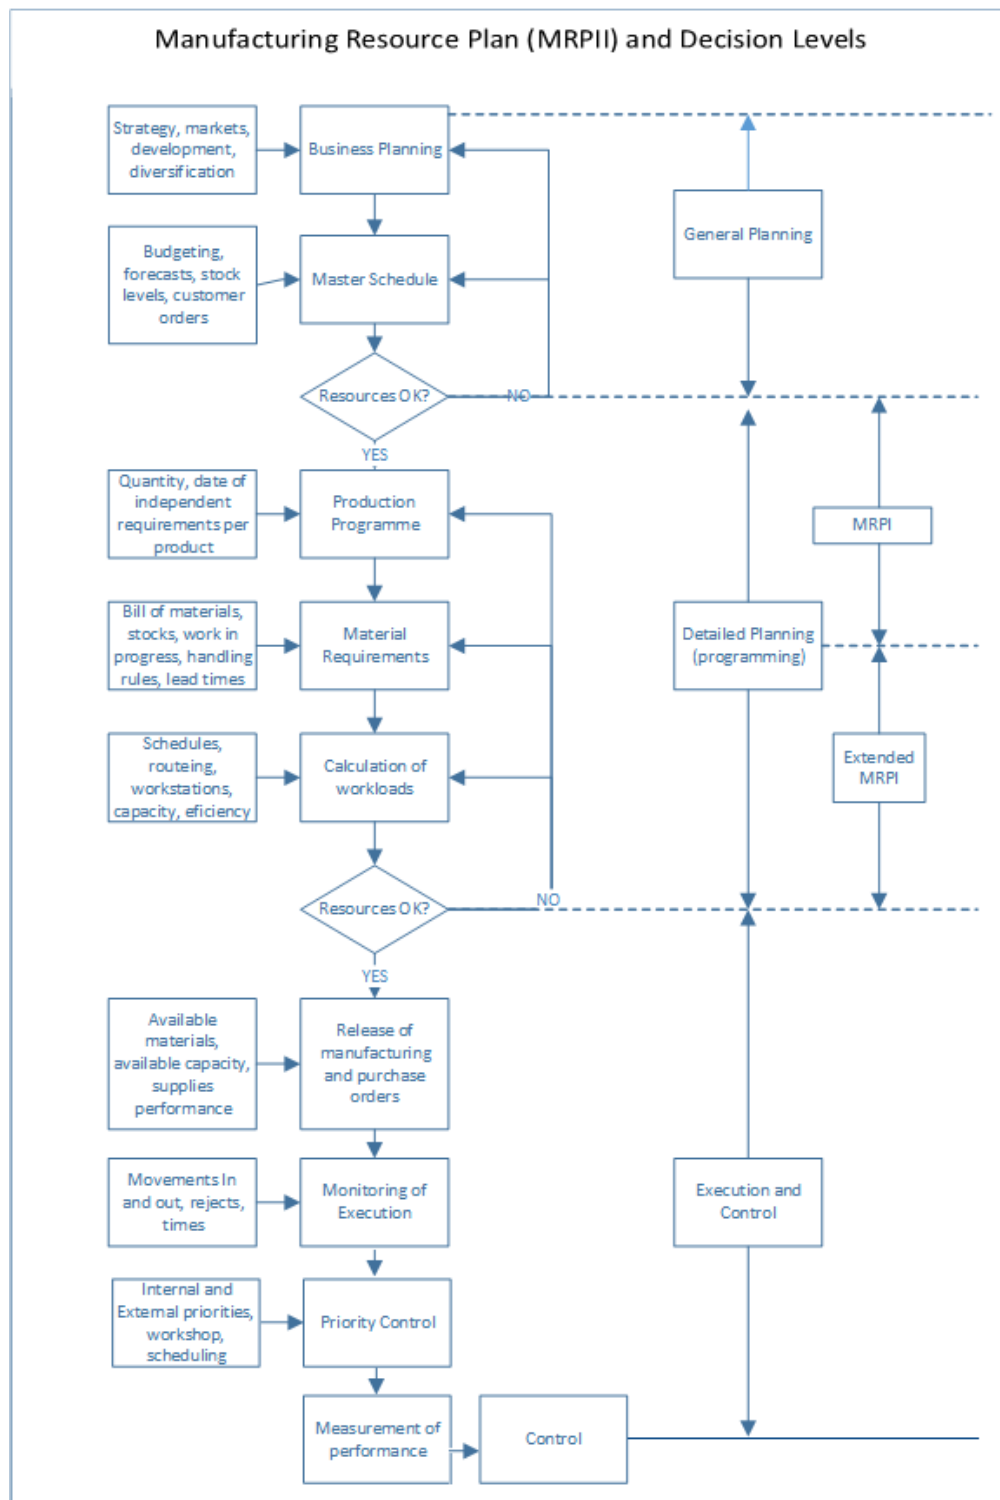 Manufacturing Resource Plan (MRPII) and Decision Levels
Strategy, markets,
development,
diversification
Business Planning
General Planning
Budgeting,
forecasts, stock
levels, customer
orders
Master Schedule
Resources OK?
NO
YES
Quantity, date of
independent
requirements per
product
Production
Programme
MRPI
Bill of materials,
stocks, work in
progress, handling
rules, lead times
Material
Requirements
Detailed Planning
(programming)
Schedules,
routeing,
workstations,
capacity, eficiency
Calculation of
workloads
Extended
MRPI
Resources OK?
NO
YES
Available
materials,
available capacity,
supplies
performance
Release of
manufacturing
and purchase
orders
Movements In
and out, rejects,
times
Monitoring of
Execution
Execution and
Control
Internal and
External priorities,
workshop,
scheduling
Priority Control
Measurement of
performance
Control